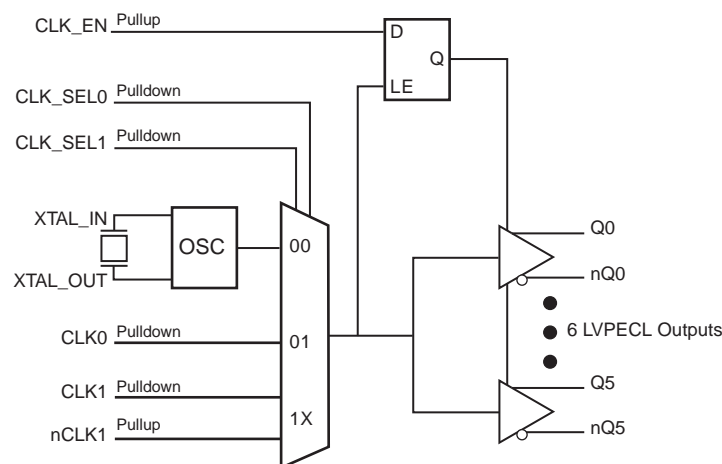 CLK_EN Pullup
D
Q
LE
CLK_SEL0 Pulldown
CLK_SEL1 Pulldown
XTAL_IN
OSC
XTAL_OUT
00
CLK0 Pulldown
01
CLK1 Pulldown
1X
nCLK1 Pullup
Q0
nQ0
6 LVPECL Outputs
Q5
nQ5